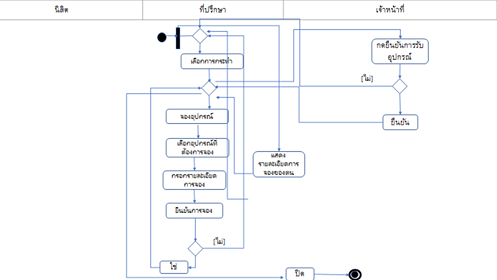 นิสิต
ที่ปรึกษา
เจ้าหน้าที่
กดยืนยันการรับ
อุปกรณ์
เลือกการกระทำ
[ไม่]
จองอุปกรณ์
ยืนยัน
เลือกอุปกรณ์ที่
ต้องการจอง
แสดง
รายละเอียดการ
จองของตน
กรอกรายละเอียด
การจอง
ยืนยันการจอง
[ไม่]
ใช่
ปิด